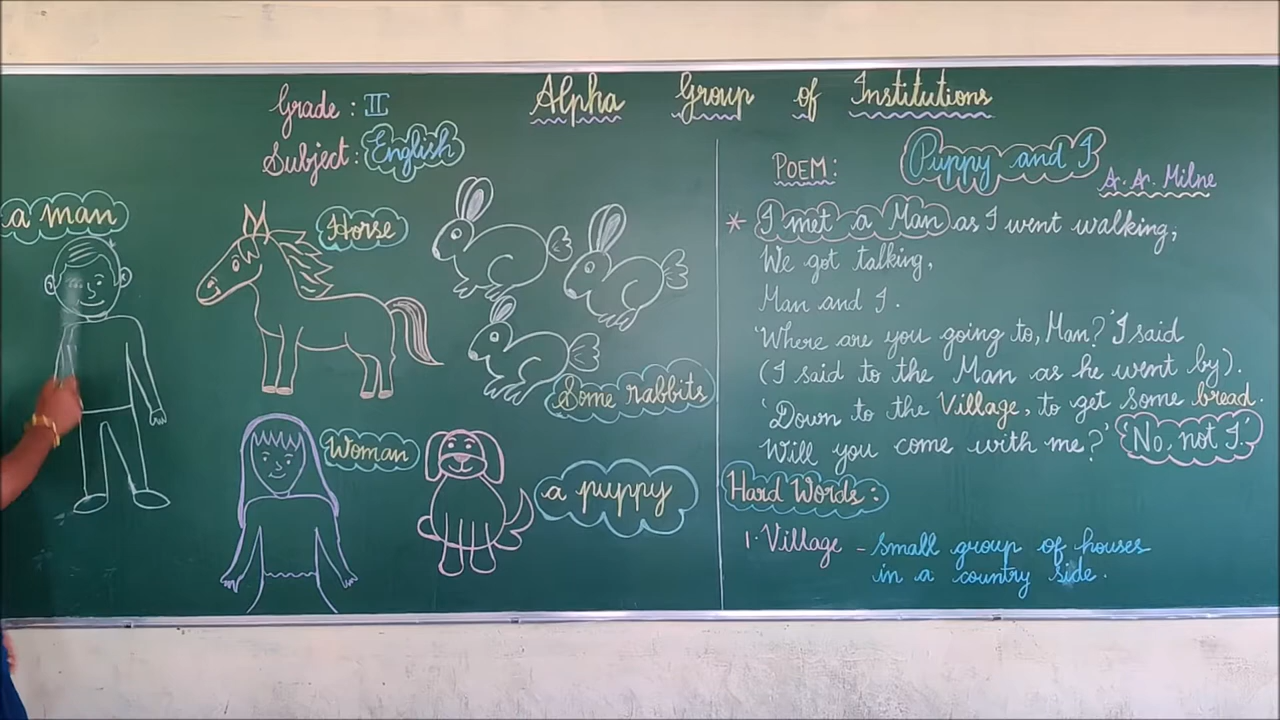 Alpha Group of Institutions
Grade : II
Subject : English
a man
Horse
Some rabbits
Woman
a puppy
POEM:
Puppy and I
A. A. Milne
* I met a Man as I went walking;
We got talking,
Man and I.
'Where are you going to, Man?' I said
(I said to the Man as he went by).
'Down to the Village, to get some bread.
Will you come with me?' 'No, not I.'
Hard Words :
1. Village - small group of houses
in a country side.